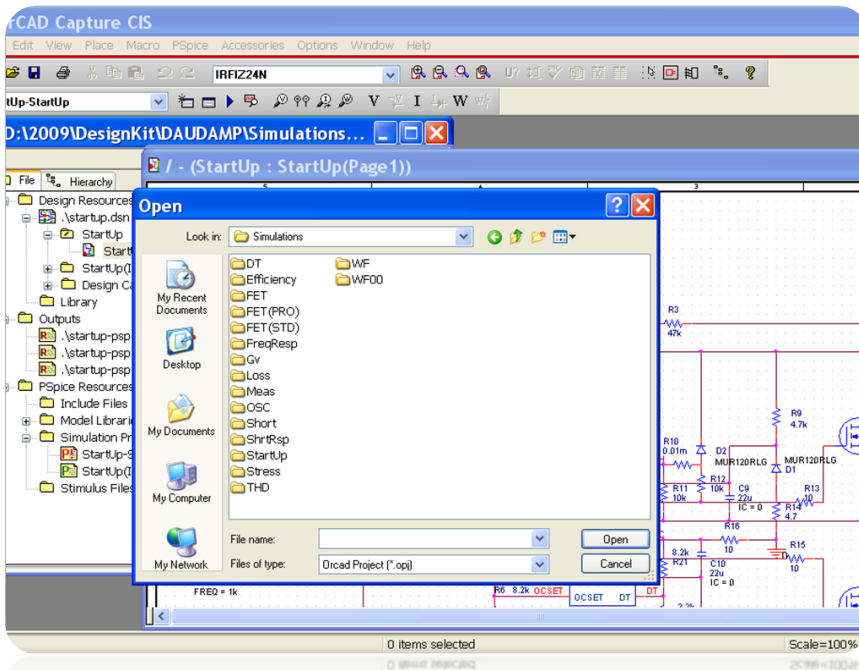 rCAD Capture CIS
Edit View Place Macro PSpice Accessories Options Window Help
IRFIZ24N
tUp-StartUp
V I W
D:\2009\DesignKit\DAUDAMP\Simulations...
/ - (StartUp : StartUp(Page1))
File Hierarchy
5 4 3
Design Resources
.\startup.dsn
StartUp
Start
StartUp(I
Design Ca
Library
Outputs
.\startup-psp
.\startup-psp
.\startup-psp
PSpice Resources
Include Files
Model Librari
Simulation Pr
StartUp-S
StartUp(I
Stimulus Files
Open
Look in: Simulations
My Recent Documents
Desktop
My Documents
My Computer
My Network
DT
Efficiency
FET
FET(PRO)
FET(STD)
FreqResp
Gv
Loss
Meas
OSC
Short
ShrtRsp
StartUp
Stress
THD
WF
WF00
File name: Open
Files of type: Orcad Project (*.opj) Cancel
R3
47k
R9
4.7k
R10
0.01m
D2
MUR120RLG
MUR120RLG
D1
R11
10k
R12
10k
C9
22u
IC = 0
R13
10
R14
4.7
R16
10
R15
10
8.2k
R21
C10
22u
IC = 0
FREQ = 1k
R6 8.2k OCSET
OCSET DT
DT
0 items selected
Scale=100%